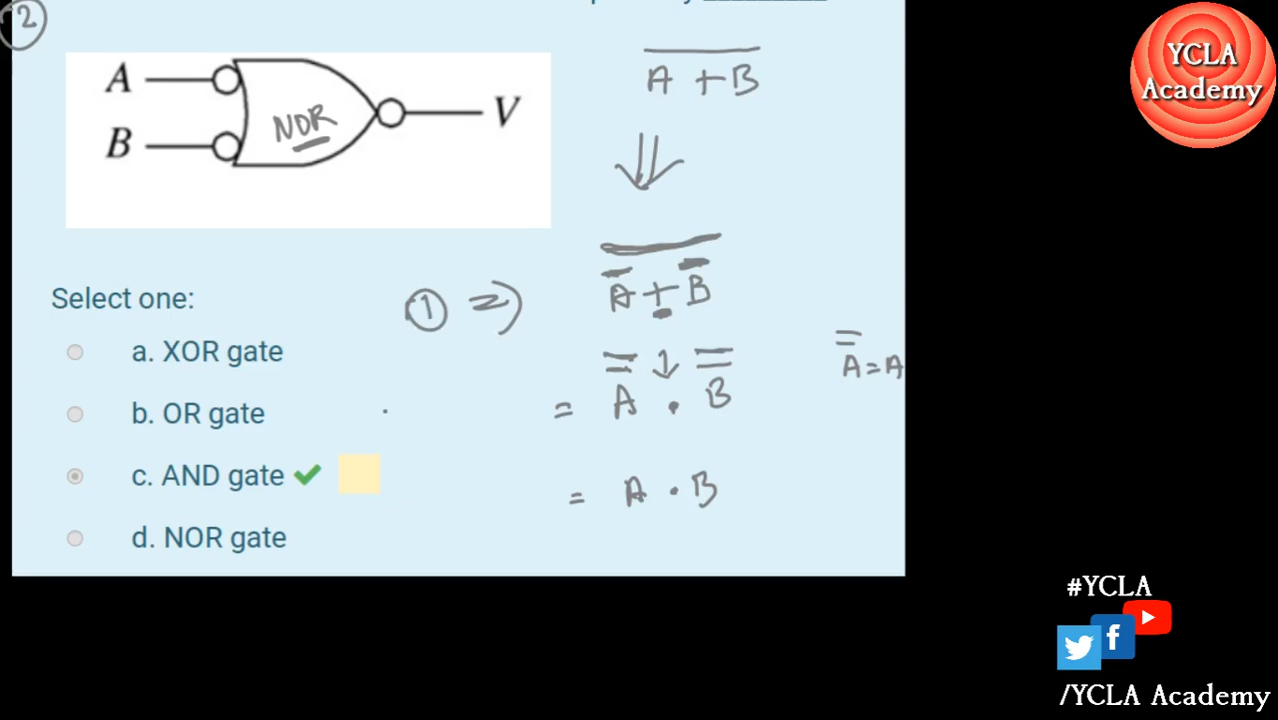 2
A
B
NOR
V
A + B
YCLA
Academy
Select one:
a. XOR gate
b. OR gate
c. AND gate ✔
d. NOR gate
① ⇒ A̅ + B̅
= A̿ · B̿
A̿ = A
= A · B
#YCLA
/YCLA Academy